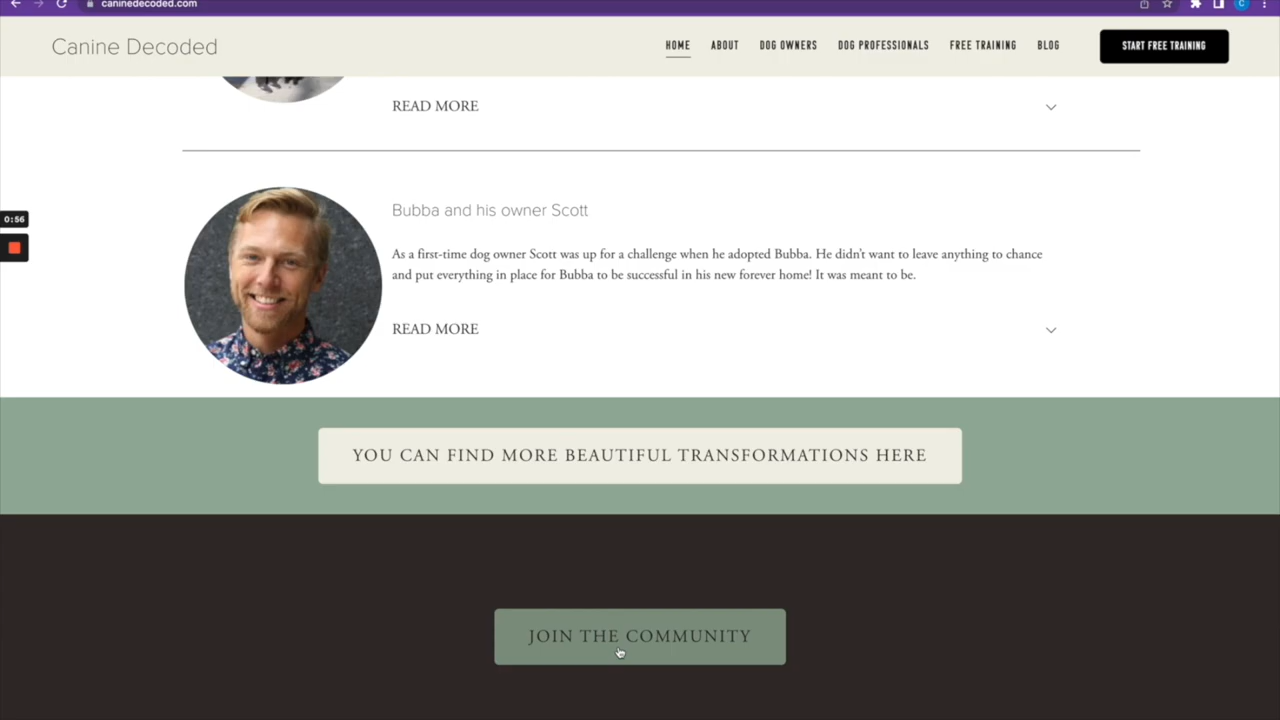 caninedecoded.com
Canine Decoded
HOME
ABOUT
DOG OWNERS
DOG PROFESSIONALS
FREE TRAINING
BLOG
START FREE TRAINING
READ MORE
0:56
Bubba and his owner Scott
As a first-time dog owner Scott was up for a challenge when he adopted Bubba. He didn't want to leave anything to chance
and put everything in place for Bubba to be successful in his new forever home! It was meant to be.
READ MORE
YOU CAN FIND MORE BEAUTIFUL TRANSFORMATIONS HERE
JOIN THE COMMUNITY